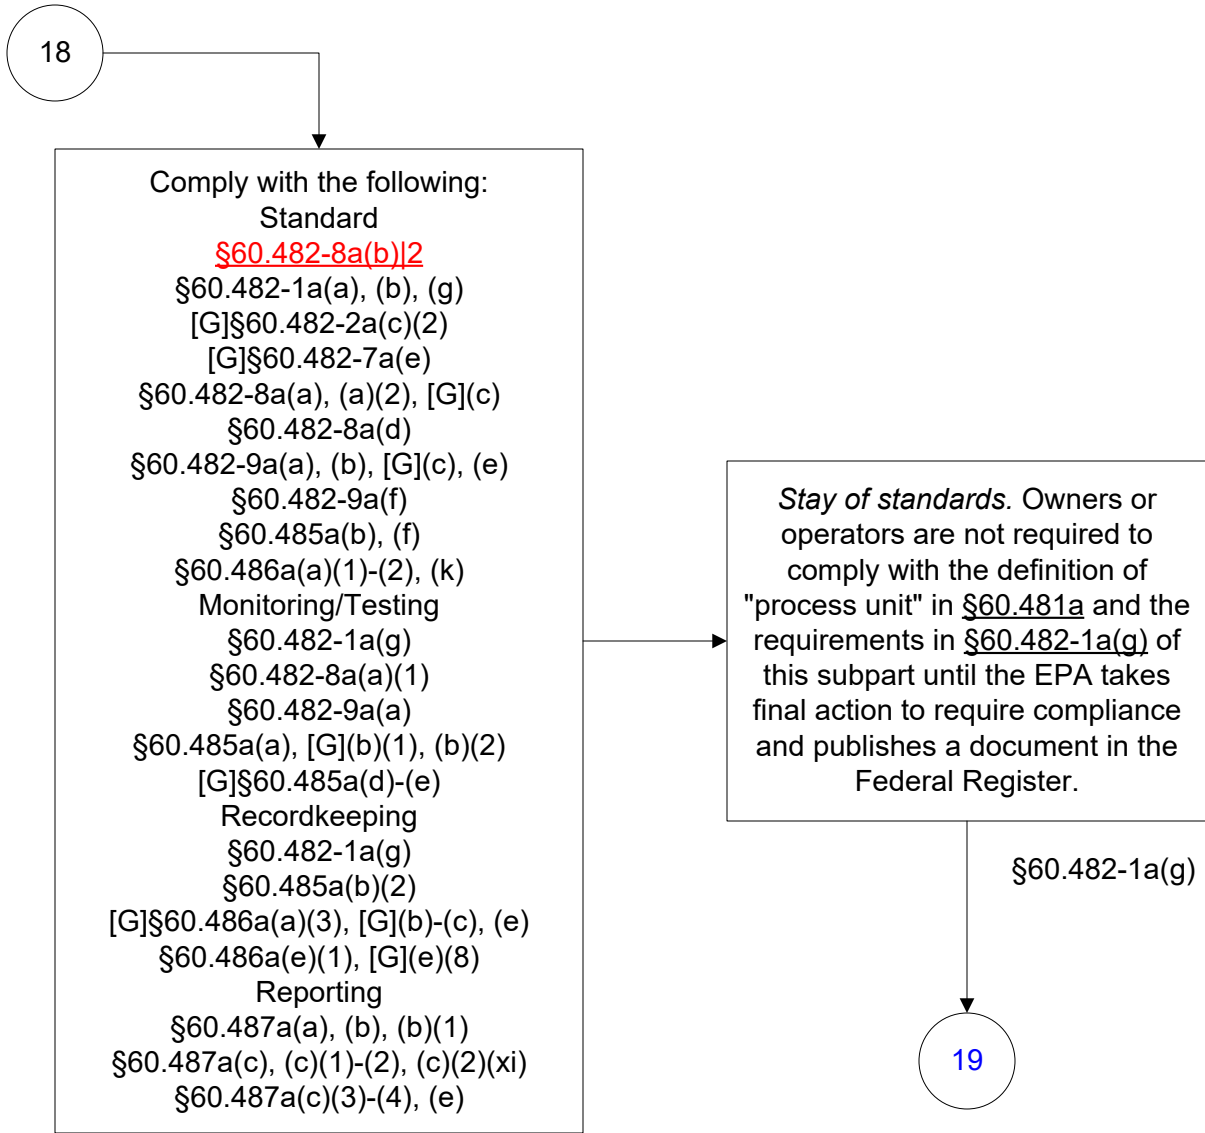 18
Comply with the following:
Standard
§60.482-8a(b)|2
§60.482-1a(a), (b), (g)
[G]§60.482-2a(c)(2)
[G]§60.482-7a(e)
§60.482-8a(a), (a)(2), [G](c)
§60.482-8a(d)
§60.482-9a(a), (b), [G](c), (e)
§60.482-9a(f)
§60.485a(b), (f)
§60.486a(a)(1)-(2), (k)
Monitoring/Testing
§60.482-1a(g)
§60.482-8a(a)(1)
§60.482-9a(a)
§60.485a(a), [G](b)(1), (b)(2)
[G]§60.485a(d)-(e)
Recordkeeping
§60.482-1a(g)
§60.485a(b)(2)
[G]§60.486a(a)(3), [G](b)-(c), (e)
§60.486a(e)(1), [G](e)(8)
Reporting
§60.487a(a), (b), (b)(1)
§60.487a(c), (c)(1)-(2), (c)(2)(xi)
§60.487a(c)(3)-(4), (e)
Stay of standards. Owners or
operators are not required to
comply with the definition of
"process unit" in §60.481a and the
requirements in §60.482-1a(g) of
this subpart until the EPA takes
final action to require compliance
and publishes a document in the
Federal Register.
§60.482-1a(g)
19